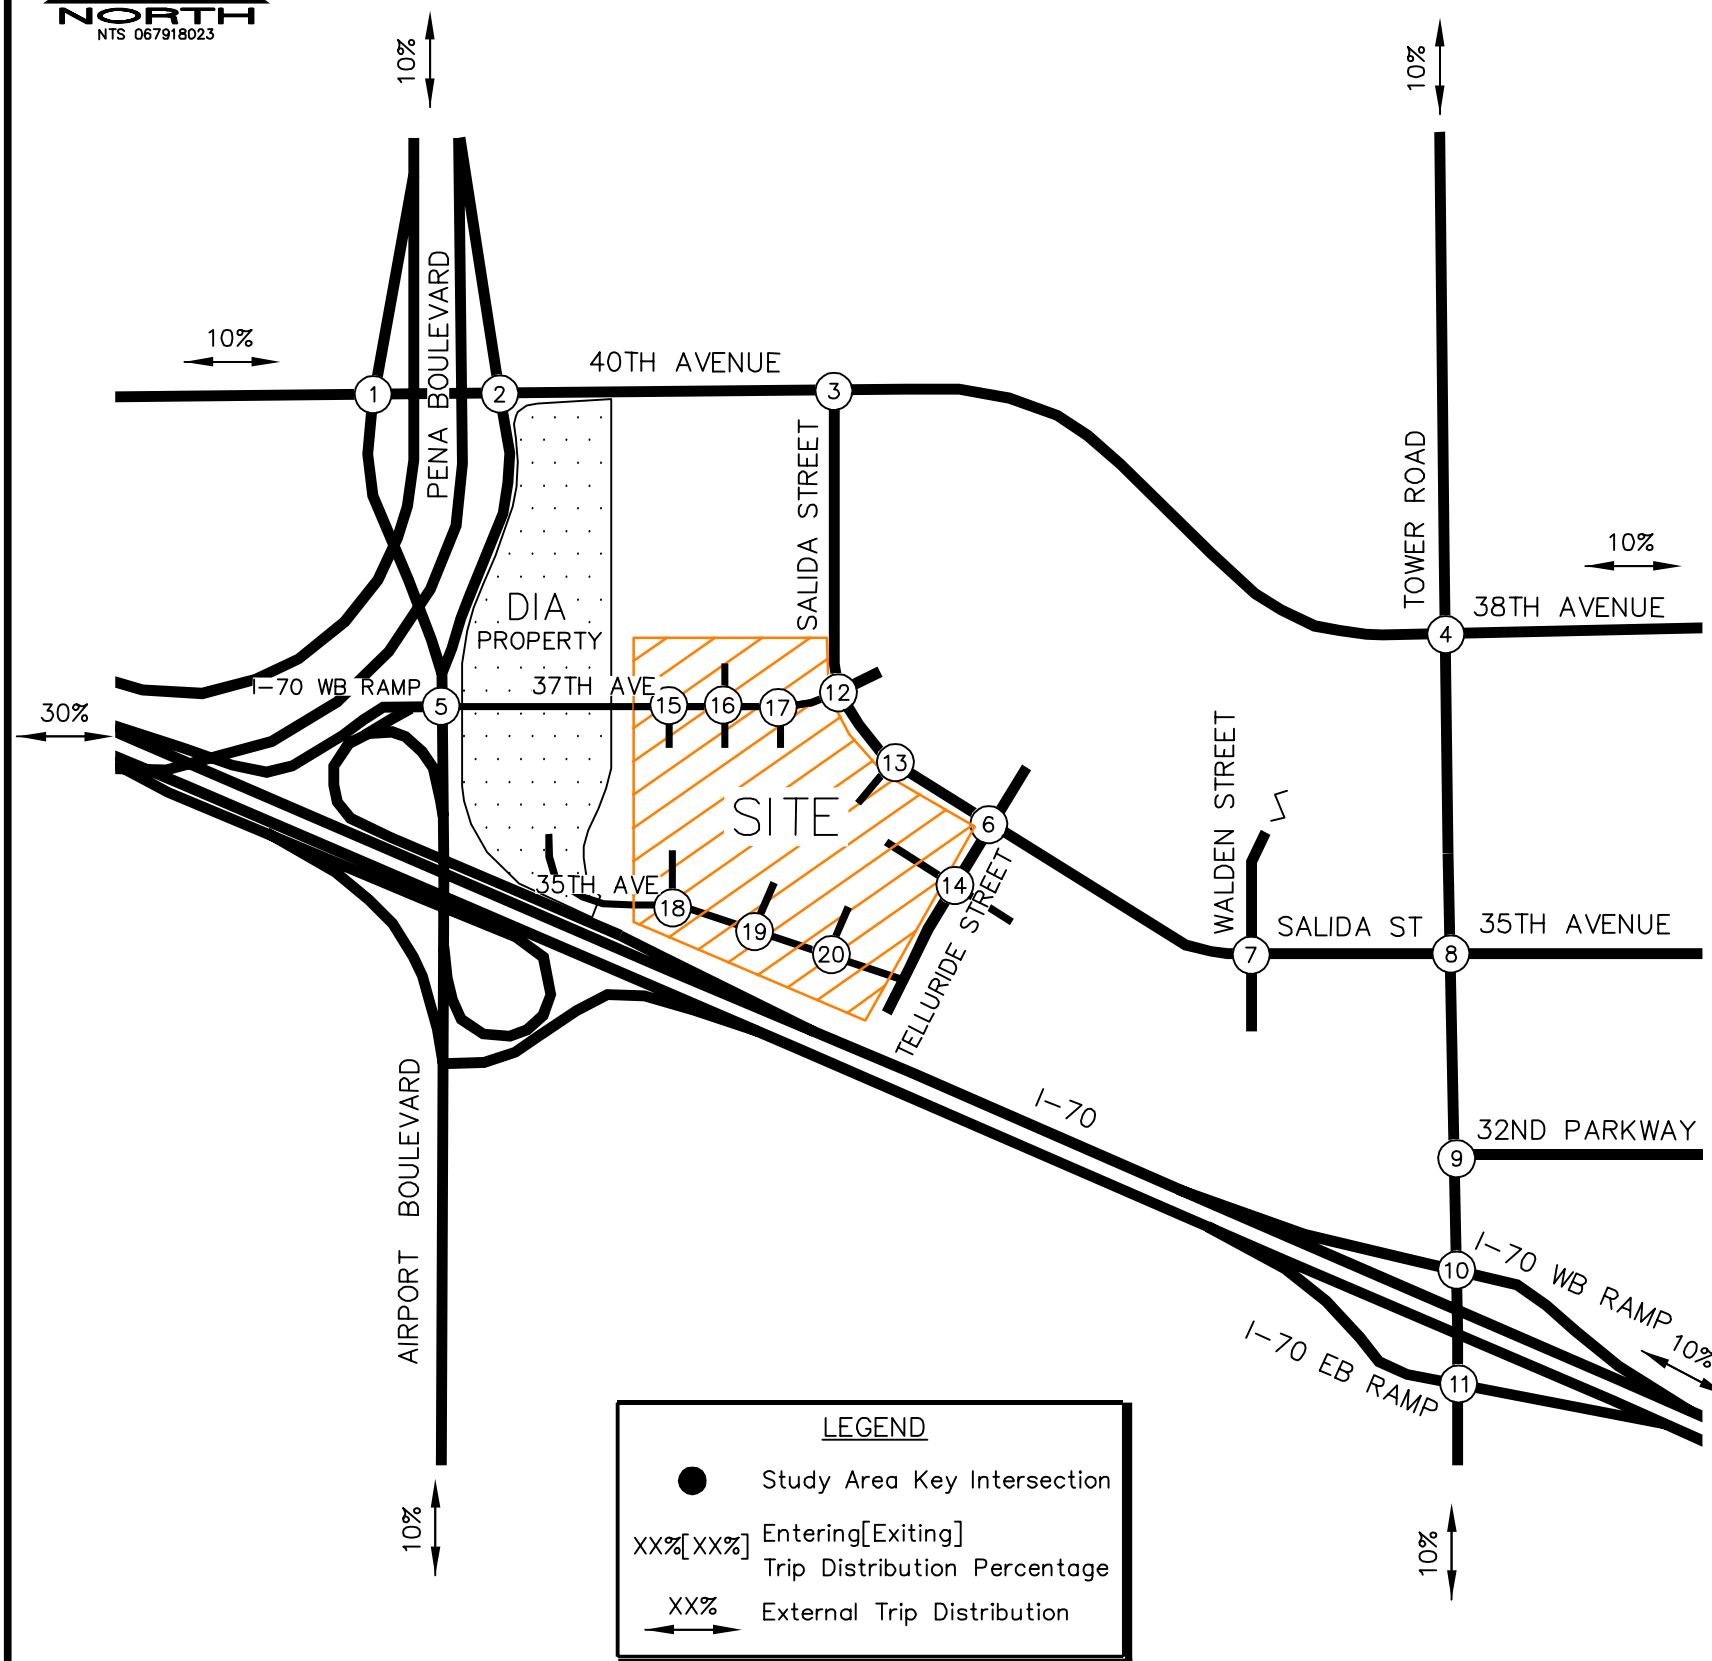 NORTH
NTS 067918023
10%
10%
PENA BOULEVARD
10%
40TH AVENUE
1
2
3
SALIDA STREET
TOWER ROAD
10%
DIA
PROPERTY
38TH AVENUE
4
I-70 WB RAMP
37TH AVE
30%
5
15
16
17
12
13
SITE
6
WALDEN STREET
35TH AVE
14
18
19
20
TELLURIDE STREET
SALIDA ST
35TH AVENUE
7
8
I-70
32ND PARKWAY
9
AIRPORT BOULEVARD
10
I-70 WB RAMP
10%
I-70 EB RAMP
11
10%
10%
LEGEND
Study Area Key Intersection
XX%[XX%] Entering[Exiting]
Trip Distribution Percentage
XX% External Trip Distribution